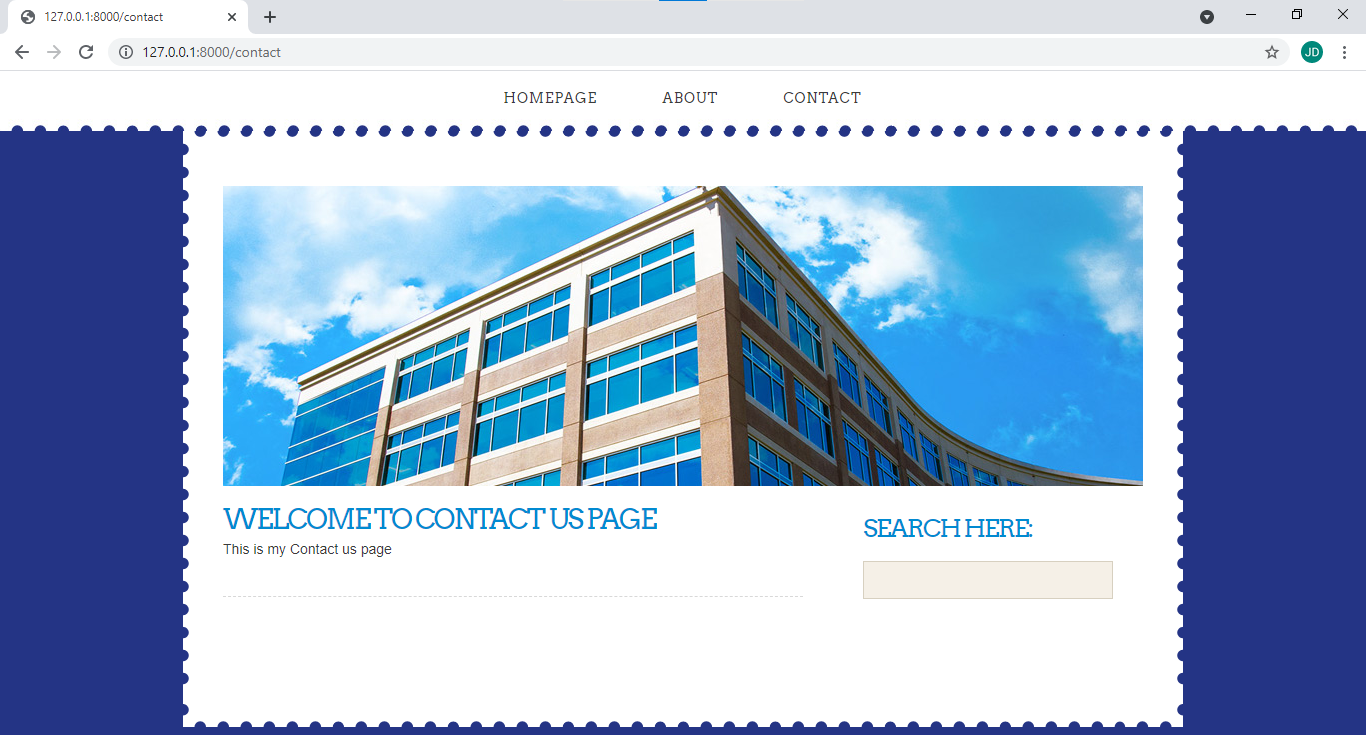 127.0.0.1:8000/contact
127.0.0.1:8000/contact
JD
HOMEPAGE ABOUT CONTACT
WELCOME TO CONTACT US PAGE
This is my Contact us page
SEARCH HERE: